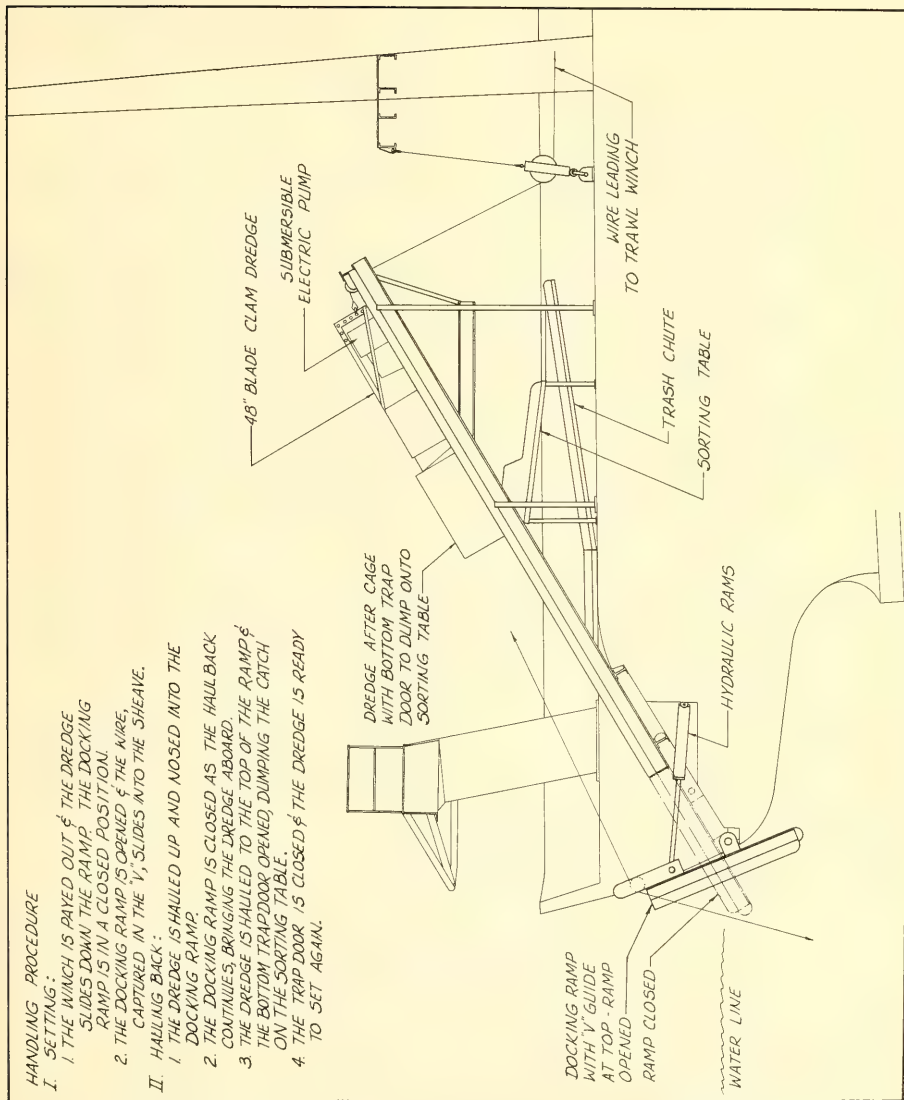 HANDLING PROCEDURE
I. SETTING:
1. THE WINCH IS PAYED OUT & THE DREDGE
SLIDES DOWN THE RAMP. THE DOCKING
RAMP IS IN A CLOSED POSITION.
2. THE DOCKING RAMP IS OPENED & THE WIRE,
CAPTURED IN THE "V", SLIDES INTO THE SHEAVE.
II. HAULING BACK:
1. THE DREDGE IS HAULED UP AND NOSED INTO THE
DOCKING RAMP.
2. THE DOCKING RAMP IS CLOSED AS THE HAULBACK
CONTINUES, BRINGING THE DREDGE ABOARD.
3. THE DREDGE IS HAULED TO THE TOP OF THE RAMP &
THE BOTTOM TRAPDOOR OPENED, DUMPING THE CATCH
ON THE SORTING TABLE.
4. THE TRAP DOOR IS CLOSED & THE DREDGE IS READY
TO SET AGAIN.
48" BLADE CLAM DREDGE
SUBMERSIBLE
ELECTRIC PUMP
DREDGE AFTER CAGE
WITH BOTTOM TRAP
DOOR TO DUMP ONTO
SORTING TABLE
WIRE LEADING
TO TRAWL WINCH
TRASH CHUTE
SORTING TABLE
HYDRAULIC RAMS
DOCKING RAMP
WITH "V" GUIDE
AT TOP - RAMP
OPENED
RAMP CLOSED
WATER LINE